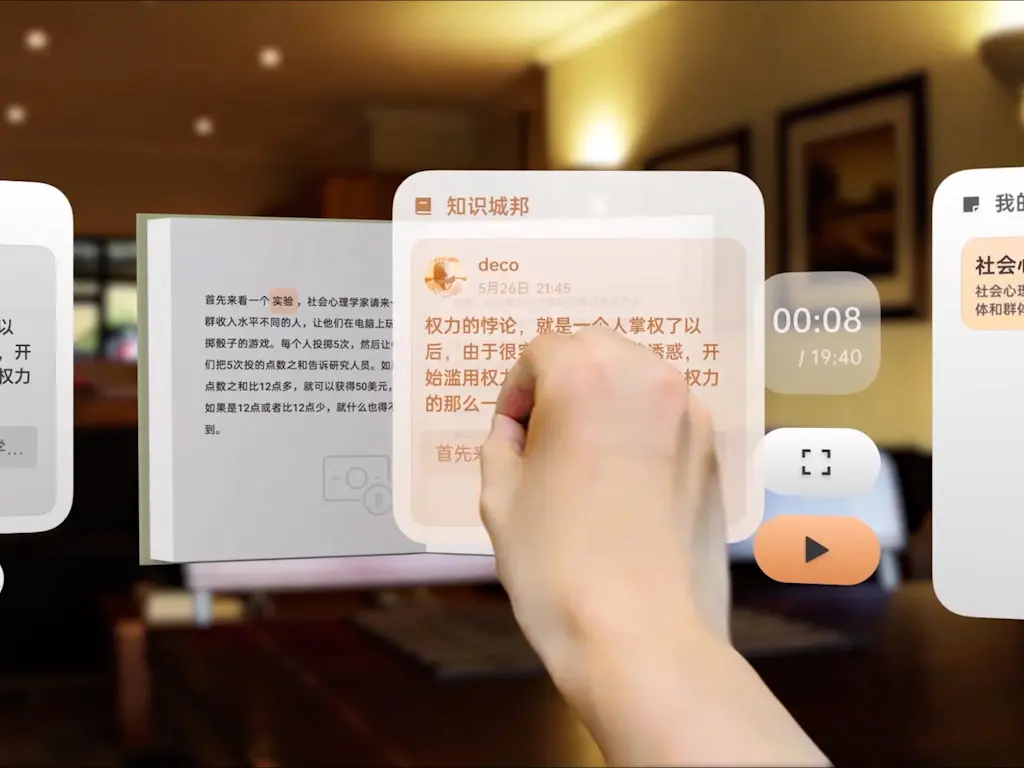 以
，开
权力
学...
首先来看一个 实验 ，社会心理学家请来一
群收入水平不同的人，让他们在电脑上玩
掷骰子的游戏。每个人投掷5次，然后让
们把5次投的点数之和告诉研究人员。如
点数之和比12点多，就可以获得50美元，
如果是12点或者比12点少，就什么也得不
到。
知识城邦
deco
5月26日 21:45
权力的悖论，就是一个人掌权了以
后，由于很 诱惑，开
始滥用权 权力
的那么一
首先来
00:08
/ 19:40
我的
社会心
社会心理
体和群体